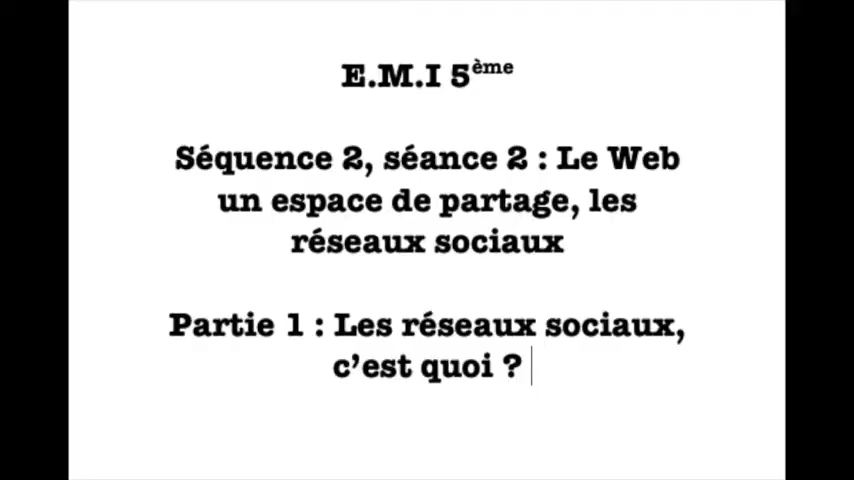 E.M.I 5ème
Séquence 2, séance 2 : Le Web
un espace de partage, les
réseaux sociaux
Partie 1 : Les réseaux sociaux,
c’est quoi ?